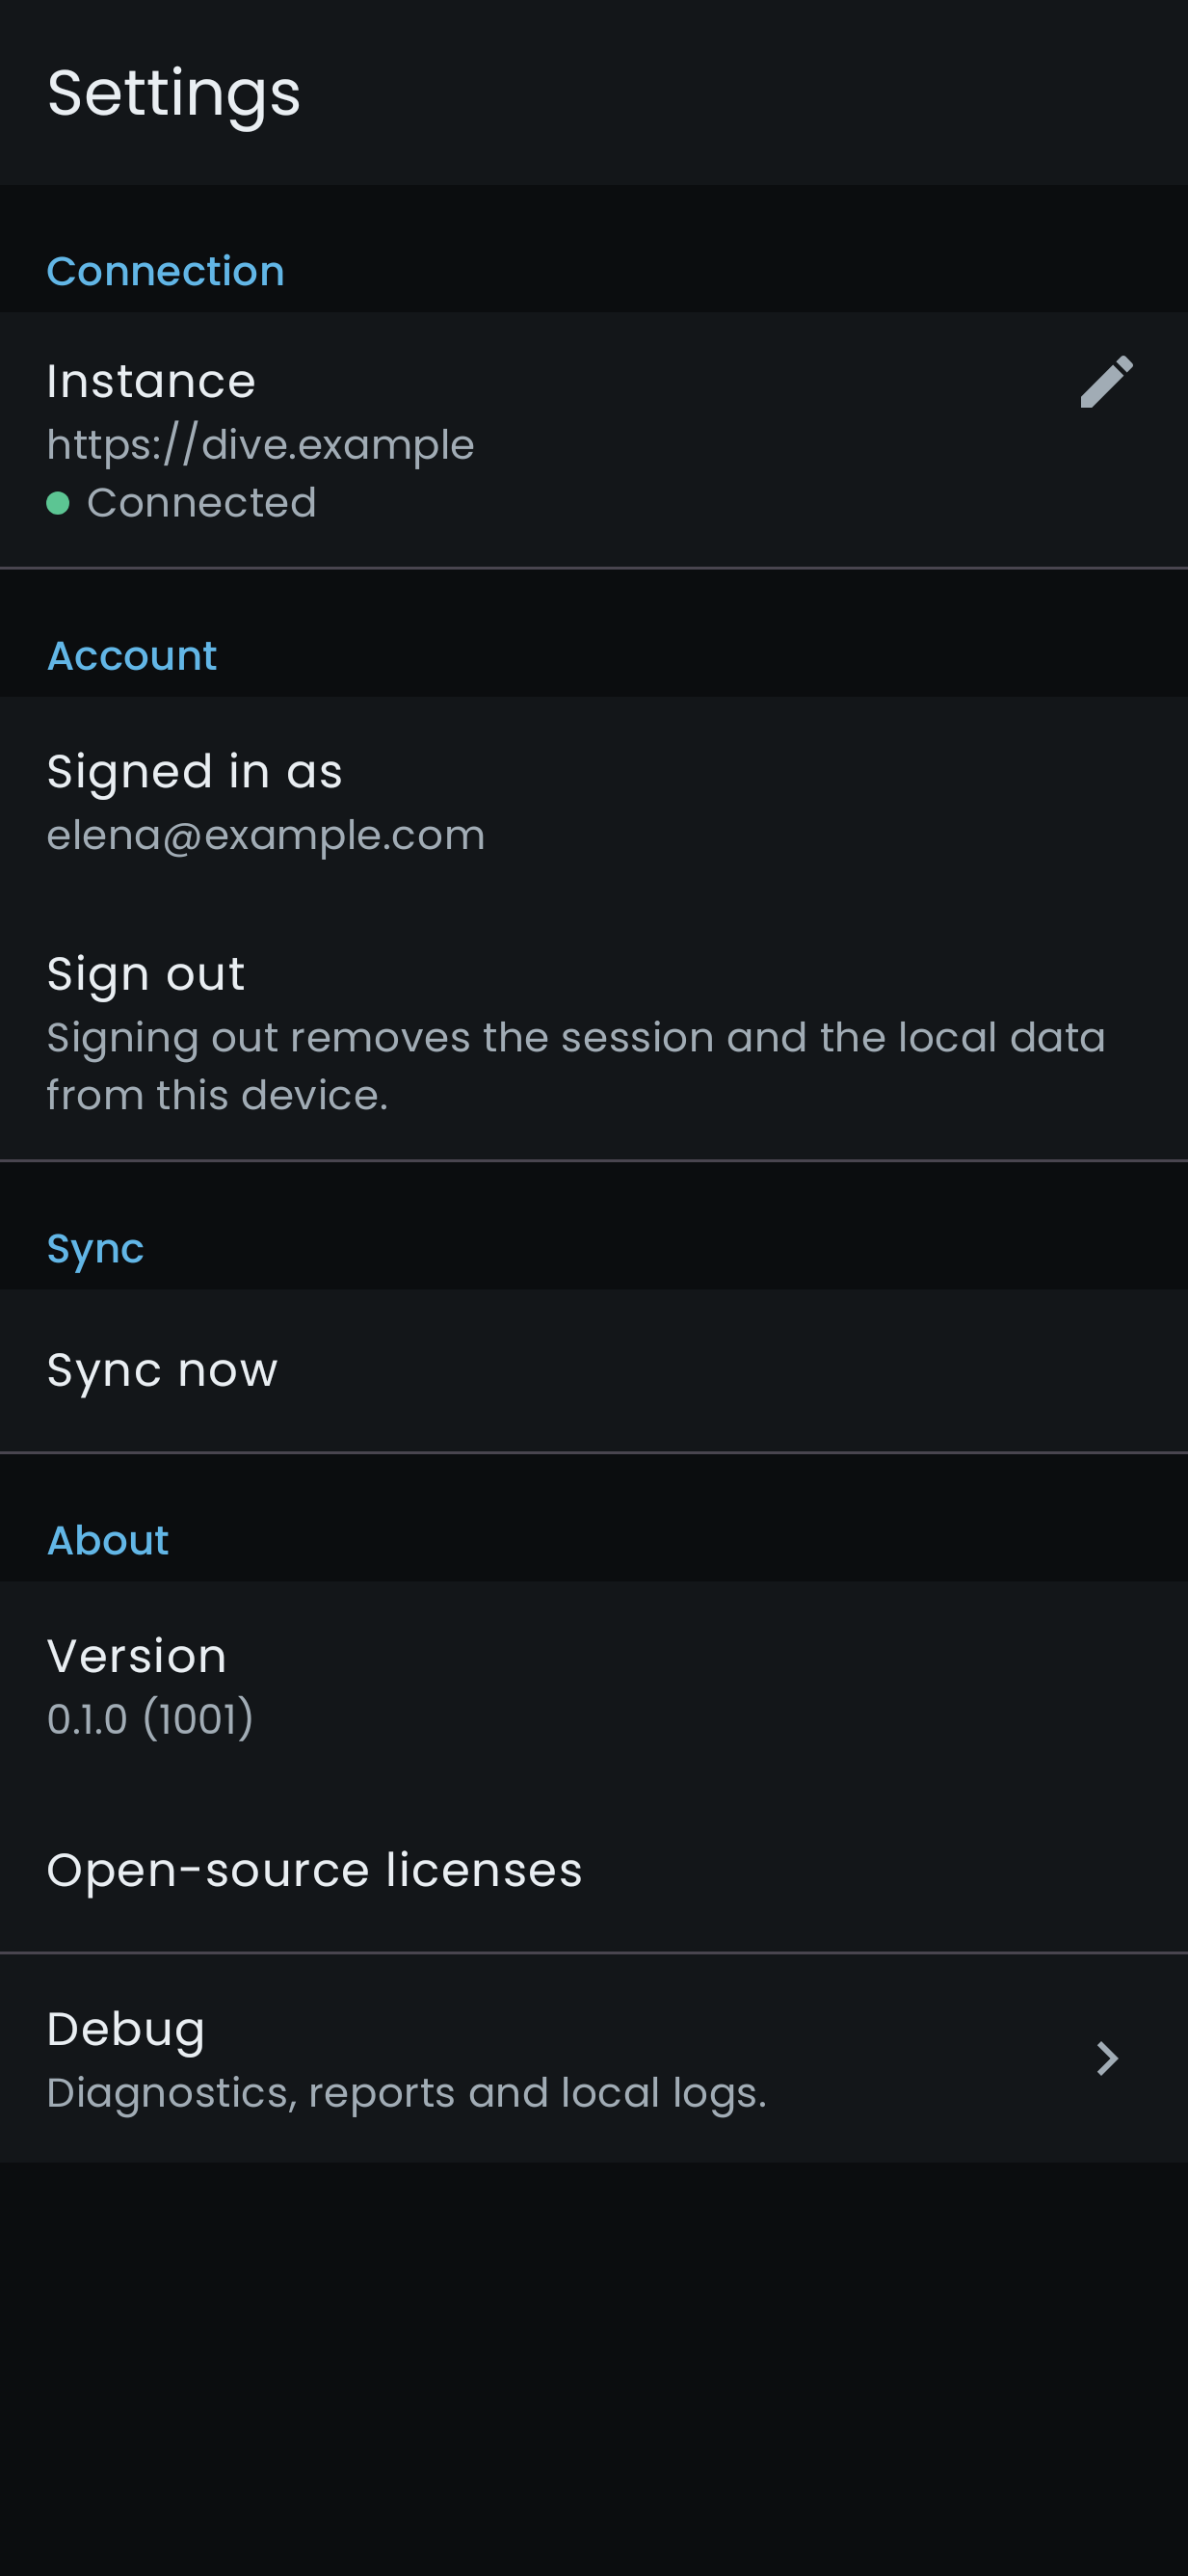 Settings
Connection
Instance
https://dive.example
Connected
Account
Signed in as
elena@example.com
Sign out
Signing out removes the session and the local data
from this device.
Sync
Sync now
About
Version
0.1.0 (1001)
Open-source licenses
Debug
Diagnostics, reports and local logs.